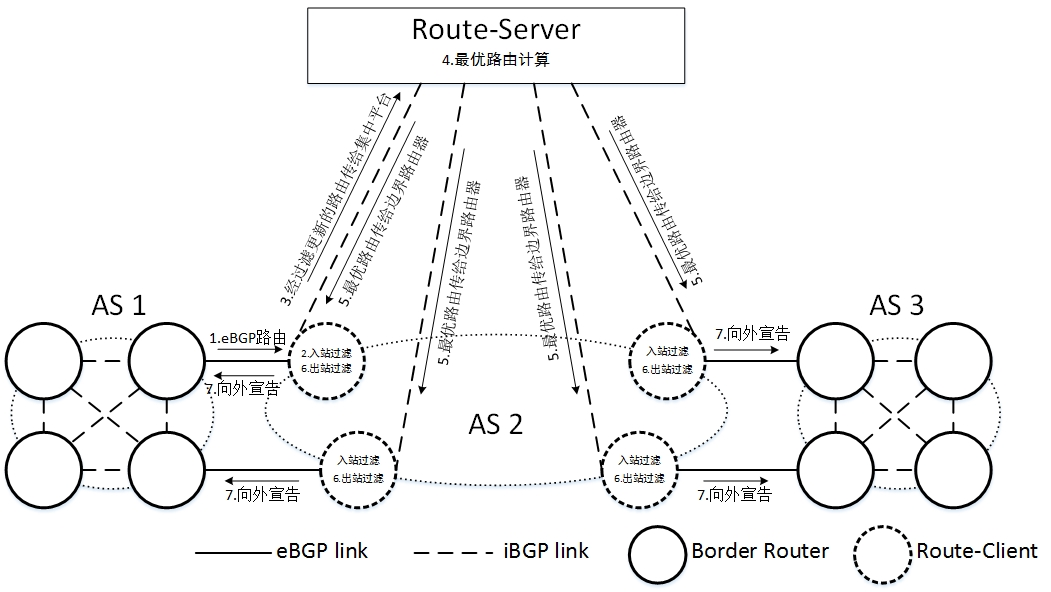 Route-Server
4.最优路由计算
3.经过滤更新的路由传给集中平台
5.最优路由传给边界路由器
5.最优路由传给边界路由器
5.最优路由传给边界路由器
5.最优路由传给边界路由器
AS 1
AS 3
1.eBGP路由
7.向外宣告
2.入站过滤
6.出站过滤
入站过滤
6.出站过滤
7.向外宣告
AS 2
7.向外宣告
入站过滤
6.出站过滤
入站过滤
6.出站过滤
7.向外宣告
eBGP link
iBGP link
Border Router
Route-Client